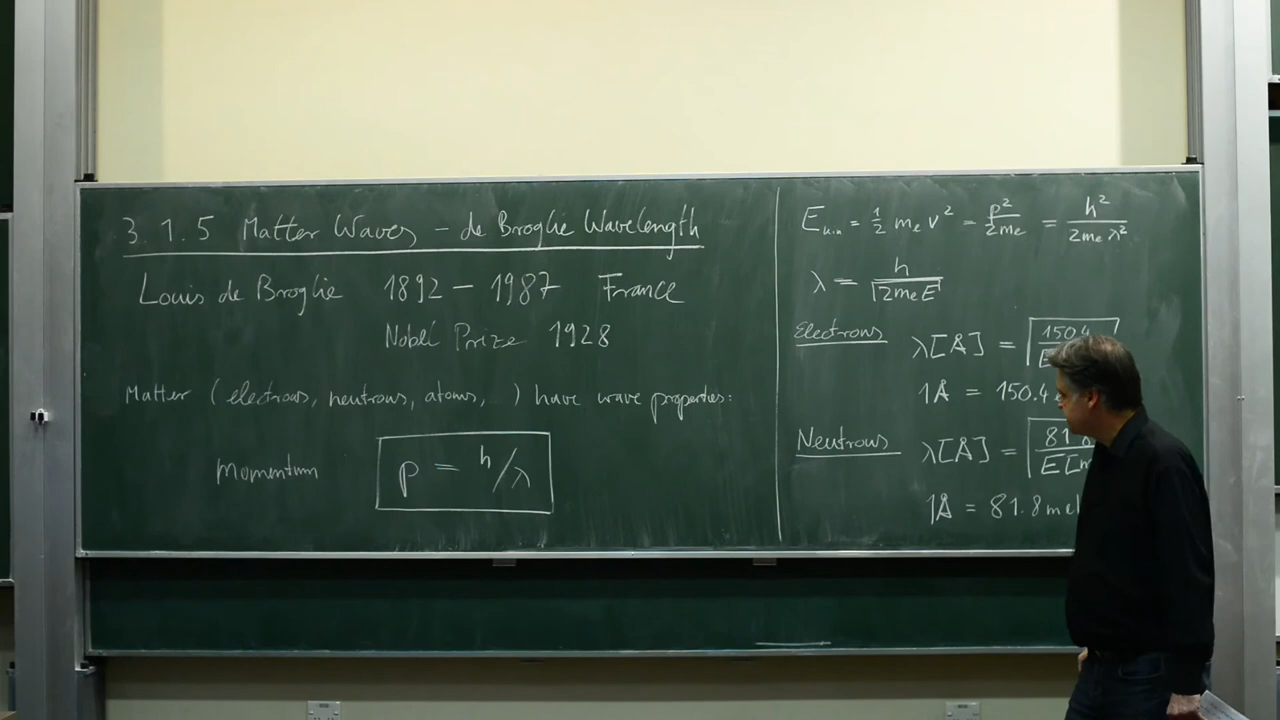 3.1.5 Matter Waves – de Broglie Wavelength
Louis de Broglie 1892 – 1987 France
Nobel Prize 1928
Matter (electrons, neutrons, atoms, ) have wave properties:
Momentum p = h/λ
E_kin = 1/2 m_e v² = p²/2m_e = h²/2m_e λ²
λ = h/√2m_e E
Electrons λ[Å] = √150.4/E
1Å = 150.4
Neutrons λ[Å] = √81.8/E[m
1Å = 81.8 me